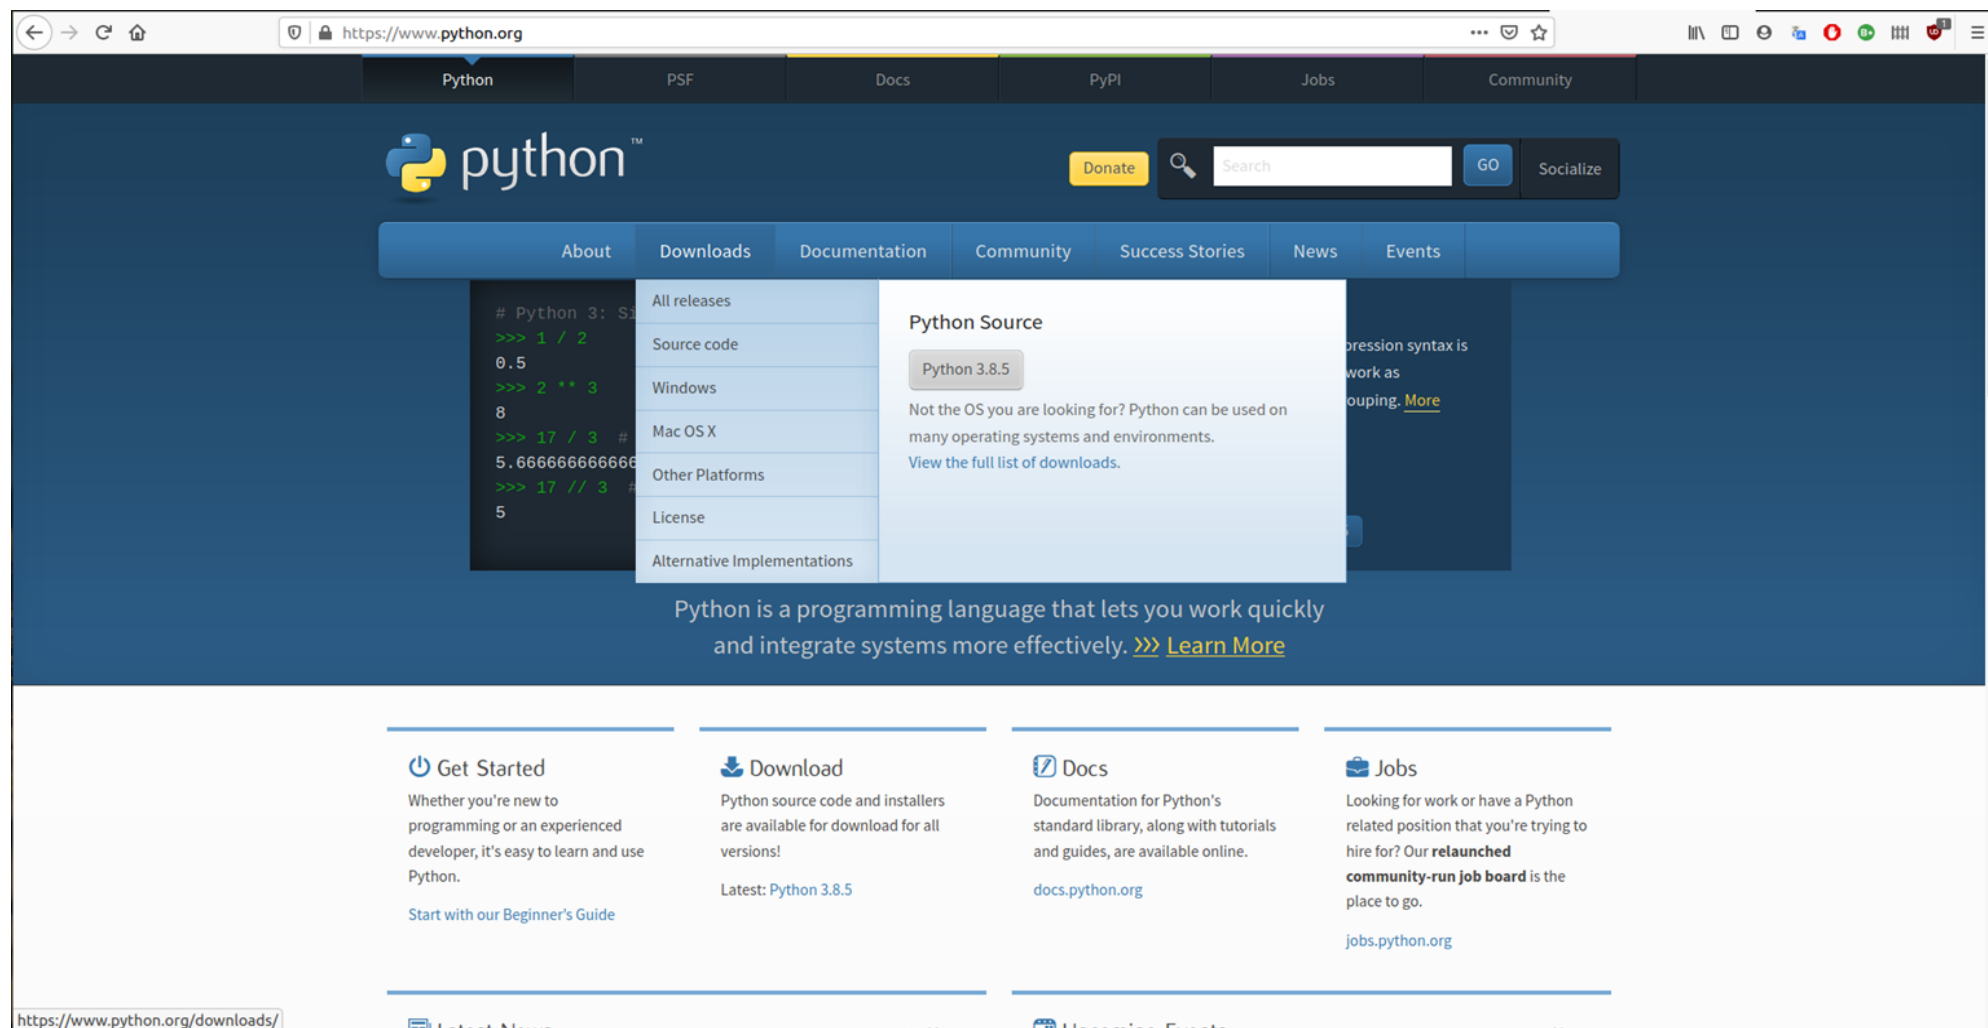 https://www.python.org
1
Python PSF Docs PyPI Jobs Community
python™
Donate Search GO Socialize
About Downloads Documentation Community Success Stories News Events
# Python 3: Si
>>> 1 / 2
0.5
>>> 2 ** 3
8
>>> 17 / 3 #
5.666666666666
>>> 17 // 3 #
5
All releases
Source code
Windows
Mac OS X
Other Platforms
License
Alternative Implementations
Python Source
Python 3.8.5
Not the OS you are looking for? Python can be used on
many operating systems and environments.
View the full list of downloads.
pression syntax is
work as
ouping. More
Python is a programming language that lets you work quickly
and integrate systems more effectively. >>> Learn More
Get Started
Whether you're new to
programming or an experienced
developer, it's easy to learn and use
Python.
Start with our Beginner's Guide
Download
Python source code and installers
are available for download for all
versions!
Latest: Python 3.8.5
Docs
Documentation for Python's
standard library, along with tutorials
and guides, are available online.
docs.python.org
Jobs
Looking for work or have a Python
related position that you're trying to
hire for? Our relaunched
community-run job board is the
place to go.
jobs.python.org
Latest News
Upcoming Events
https://www.python.org/downloads/